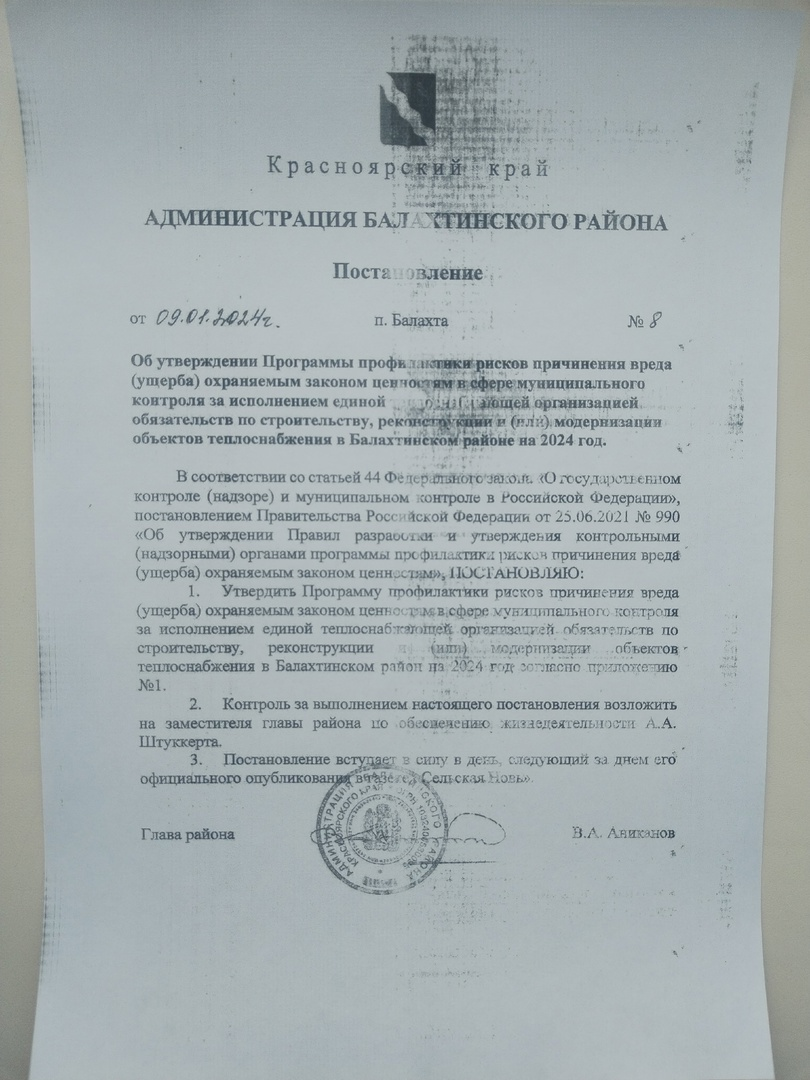 Красноярский край
АДМИНИСТРАЦИЯ БАЛАХТИНСКОГО РАЙОНА
Постановление
от 09.01.2024г. п. Балахта № 8
Об утверждении Программы профилактики рисков причинения вреда
(ущерба) охраняемым законом ценностям в сфере муниципального
контроля за исполнением единой организацией
обязательств по строительству, реконструкции и (или) модернизации
объектов теплоснабжения в Балахтинском районе на 2024 год.
В соответствии со статьей 44 Федерального закона «О государственном
контроле (надзоре) и муниципальном контроле в Российской Федерации»,
постановлением Правительства Российской Федерации от 25.06.2021 № 990
«Об утверждении Правил разработки и утверждения контрольными
(надзорными) органами программы профилактики рисков причинения вреда
(ущерба) охраняемым законом ценностям», ПОСТАНОВЛЯЮ:
1. Утвердить Программу профилактики рисков причинения вреда
(ущерба) охраняемым законом ценностям в сфере муниципального контроля
за исполнением единой теплоснабжающей организацией обязательств по
строительству, реконструкции (или) модернизации объектов
теплоснабжения в Балахтинском район на 2024 год согласно приложению
№1.
2. Контроль за выполнением настоящего постановления возложить
на заместителя главы района по обеспечению жизнедеятельности А.А.
Штуккерта.
3. Постановление вступает в силу в день, следующий за днем его
официального опубликования в газете «Сельская Новь».
Глава района В.А. Аниканов
АДМИНИСТРАЦИЯ РАЙОНА
КРАСНОЯРСКОГО КРАЯ ОГРН